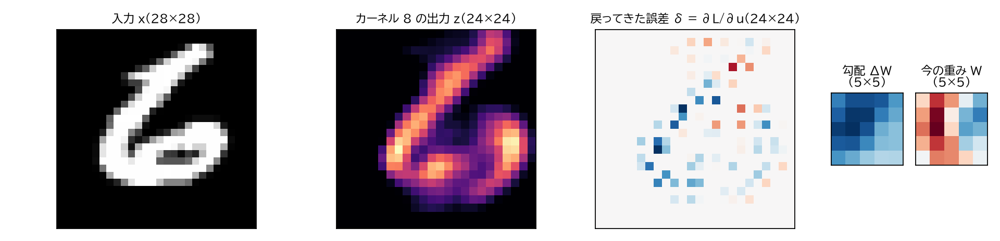 入力 x(28×28)
カーネル 8 の出力 z(24×24)
戻ってきた誤差 δ = ∂L/∂u(24×24)
勾配 ΔW
(5×5)
今の重み W
(5×5)